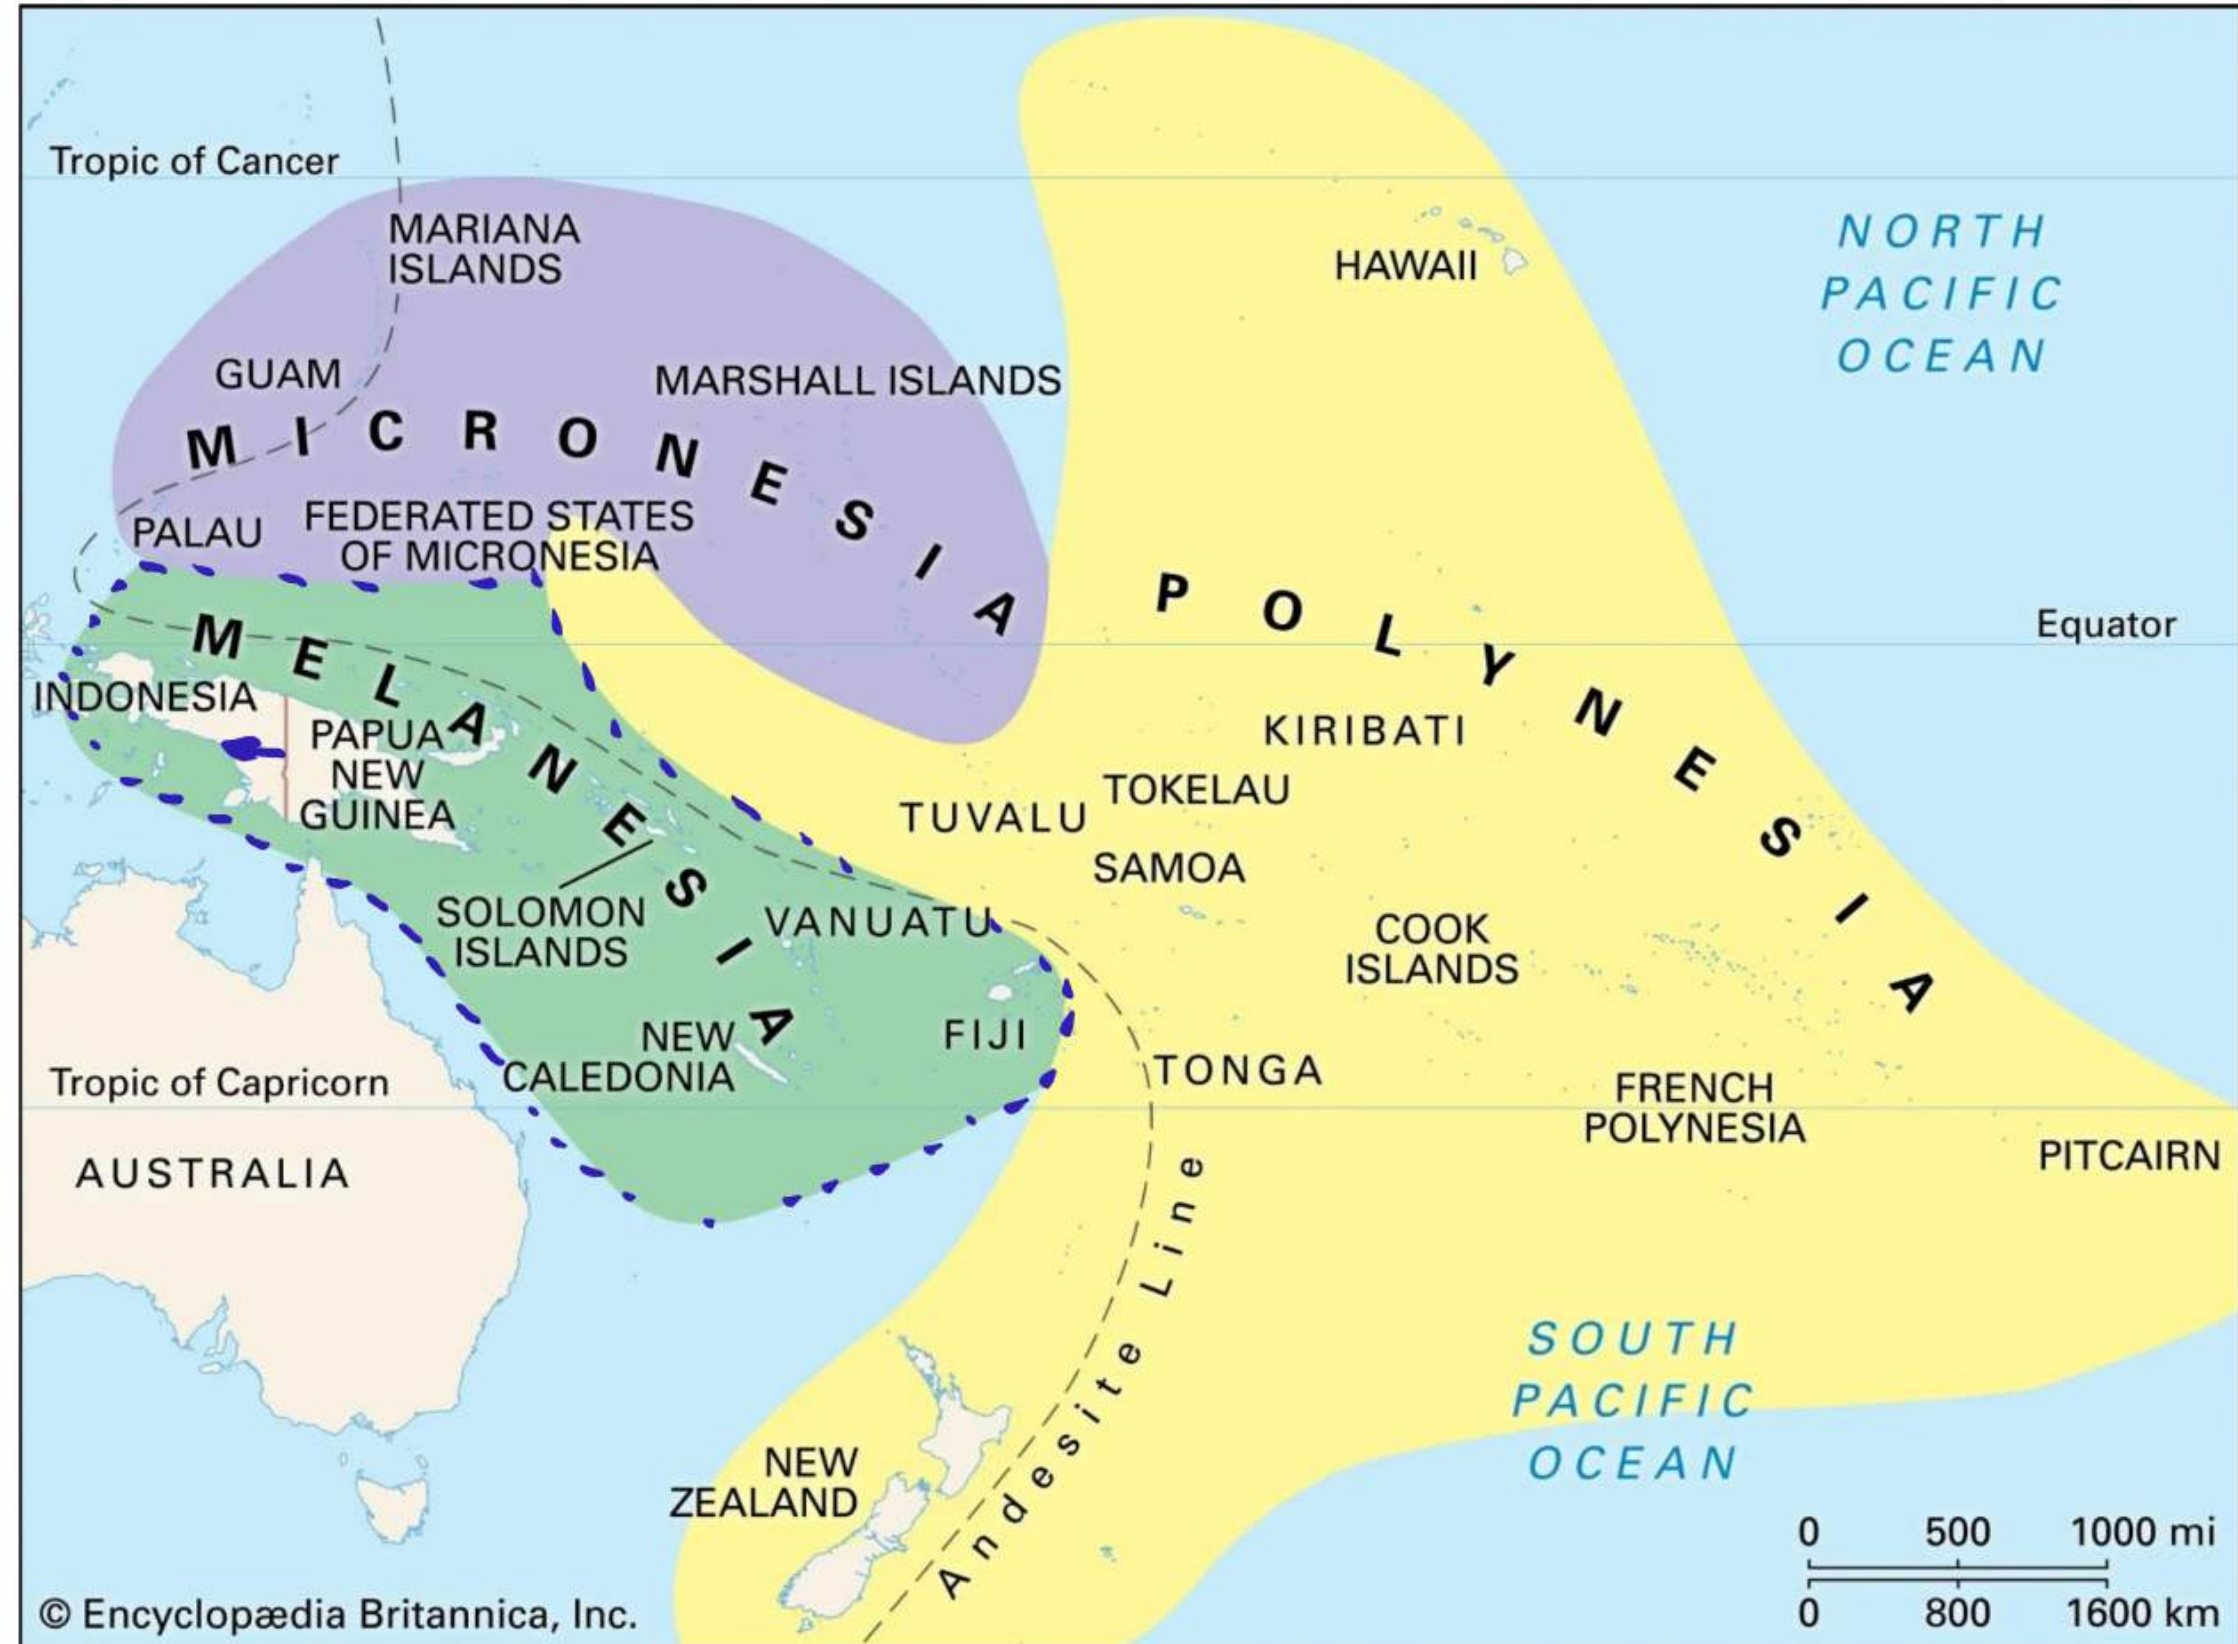 Tropic of Cancer
MARIANA
ISLANDS
NORTH
PACIFIC
OCEAN
HAWAII
GUAM
MARSHALL ISLANDS
MICRONESIA
PALAU
FEDERATED STATES
OF MICRONESIA
POLYNESIA
Equator
MELANESIA
INDONESIA
PAPUA
NEW
GUINEA
KIRIBATI
TOKELAU
TUVALU
SAMOA
SOLOMON
ISLANDS
VANUATU
COOK
ISLANDS
NEW
CALEDONIA
FIJI
Tropic of Capricorn
TONGA
FRENCH
POLYNESIA
PITCAIRN
AUSTRALIA
Andesite Line
SOUTH
PACIFIC
OCEAN
NEW
ZEALAND
0 500 1000 mi
0 800 1600 km
© Encyclopædia Britannica, Inc.